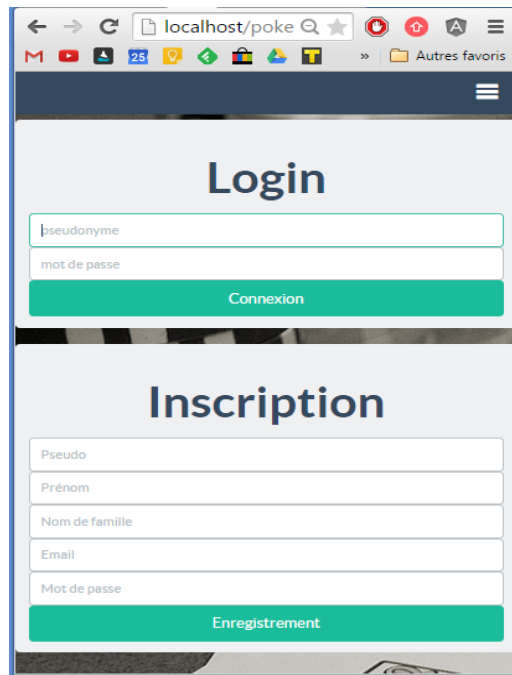 localhost/poke
25
» Autres favoris
Login
pseudonyme
mot de passe
Connexion
Inscription
Pseudo
Prénom
Nom de famille
Email
Mot de passe
Enregistrement